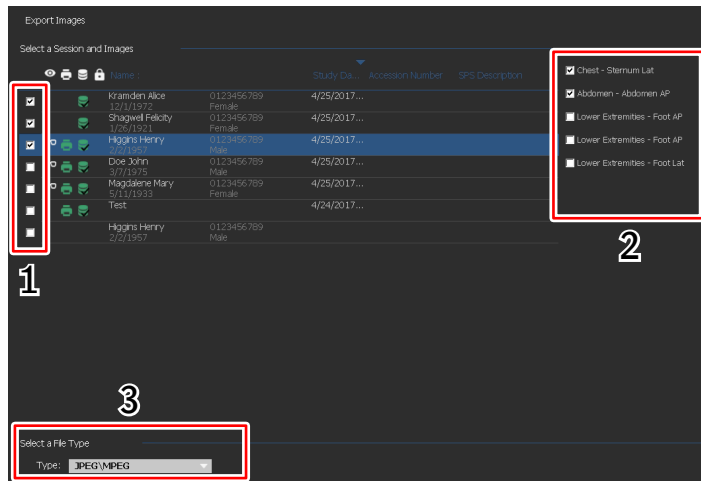 Export Images
Select a Session and Images
Name :
Study Da... Accession Number SPS Description
Kramden Alice 0123456789 4/25/2017...
12/1/1972 Female
Shagwell Felicity 0123456789 4/25/2017...
1/26/1921 Female
Higgins Henry 0123456789 4/25/2017...
2/2/1957 Male
Doe John 0123456789 4/25/2017...
3/7/1975 Male
Magdalene Mary 0123456789 4/25/2017...
5/11/1933 Female
Test 4/24/2017...
Higgins Henry 0123456789
2/2/1957 Male
1
Chest - Sternum Lat
Abdomen - Abdomen AP
Lower Extremities - Foot AP
Lower Extremities - Foot AP
Lower Extremities - Foot Lat
2
3
Select a File Type
Type: JPEG\MPEG